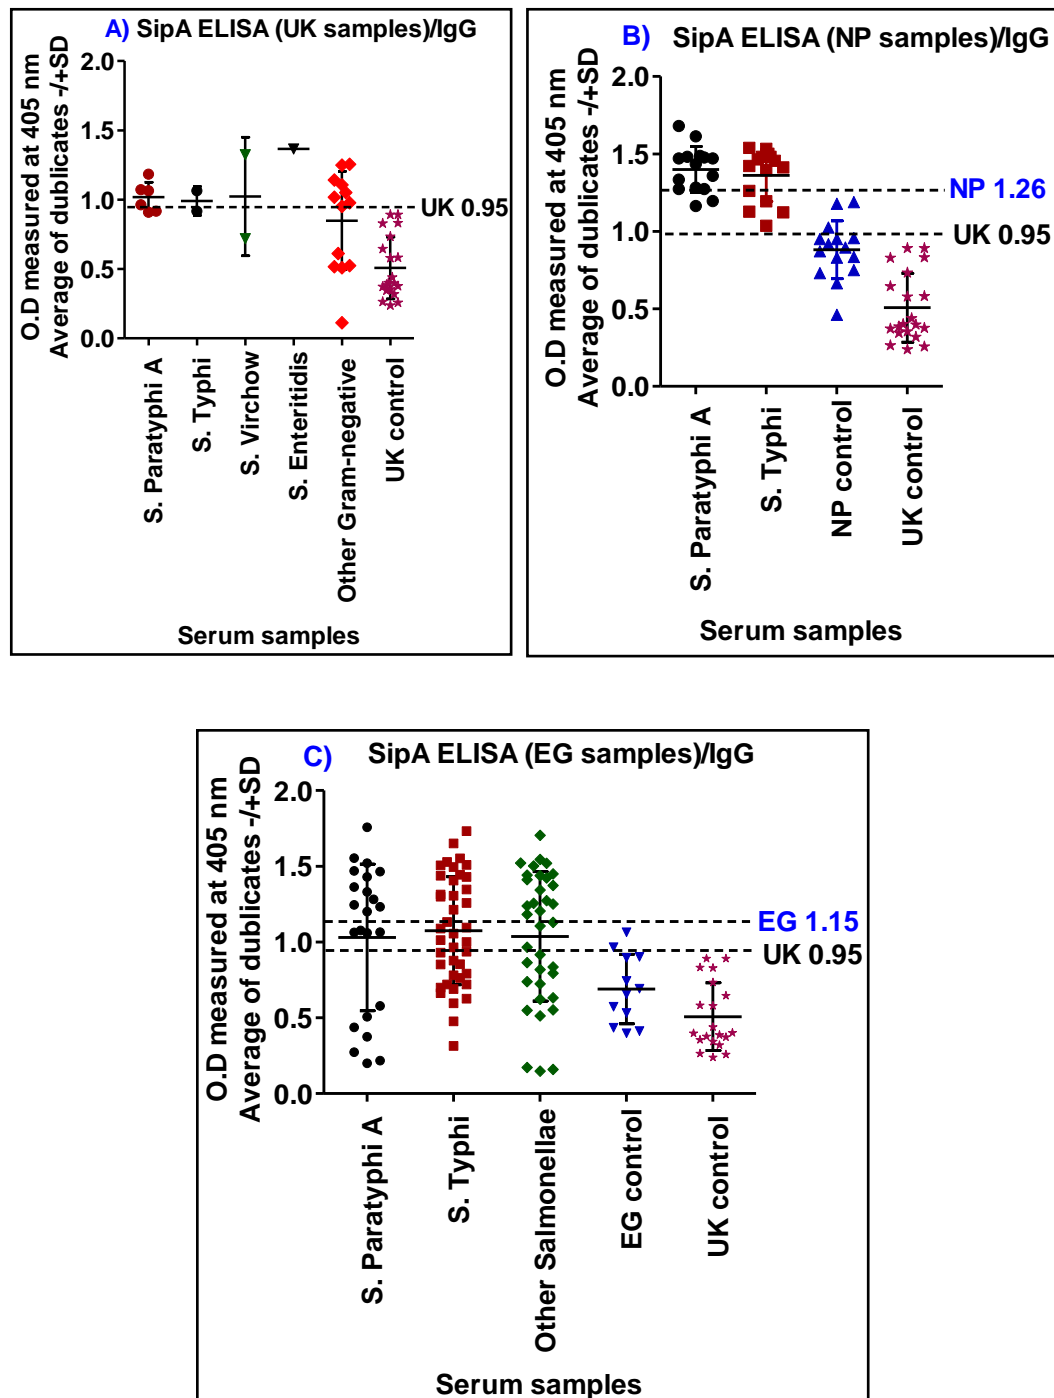 A) SipA ELISA (UK samples)/IgG
O.D measured at 405 nm
Average of dublicates -/+SD
2.0
1.5
1.0
0.5
0.0
UK 0.95
S. Paratyphi A
S. Typhi
S. Virchow
S. Enteritidis
Other Gram-negative
UK control
Serum samples
B) SipA ELISA (NP samples)/IgG
O.D measured at 405 nm
Average of dublicates -/+SD
2.0
1.5
1.0
0.5
0.0
NP 1.26
UK 0.95
S. Paratyphi A
S. Typhi
NP control
UK control
Serum samples
C) SipA ELISA (EG samples)/IgG
O.D measured at 405 nm
Average of dublicates -/+SD
2.0
1.5
1.0
0.5
0.0
EG 1.15
UK 0.95
S. Paratyphi A
S. Typhi
Other Salmonellae
EG control
UK control
Serum samples